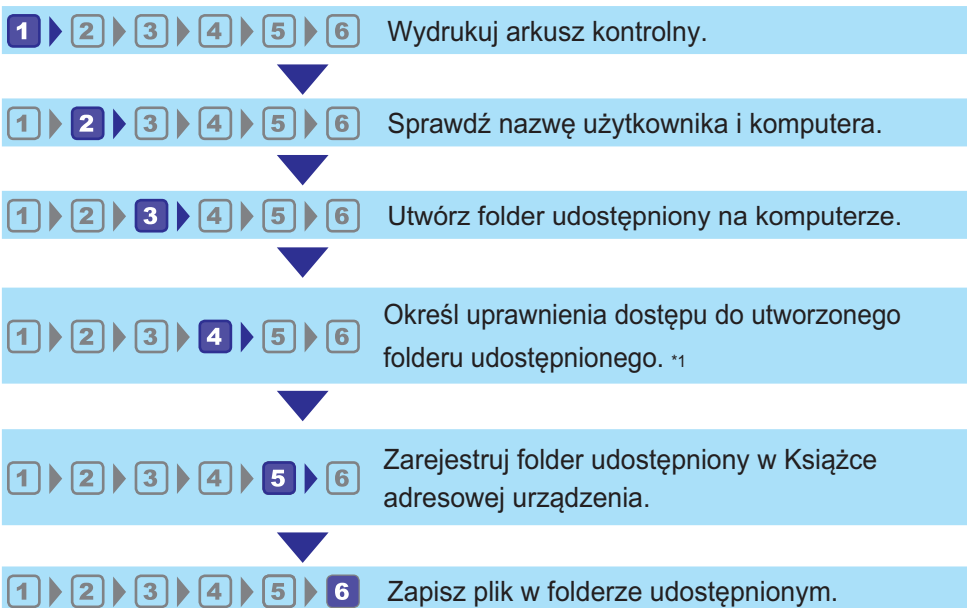 1 2 3 4 5 6 Wydrukuj arkusz kontrolny.
1 2 3 4 5 6 Sprawdź nazwę użytkownika i komputera.
1 2 3 4 5 6 Utwórz folder udostępniony na komputerze.
1 2 3 4 5 6 Określ uprawnienia dostępu do utworzonego
folderu udostępnionego. *1
1 2 3 4 5 6 Zarejestruj folder udostępniony w Książce
adresowej urządzenia.
1 2 3 4 5 6 Zapisz plik w folderze udostępnionym.